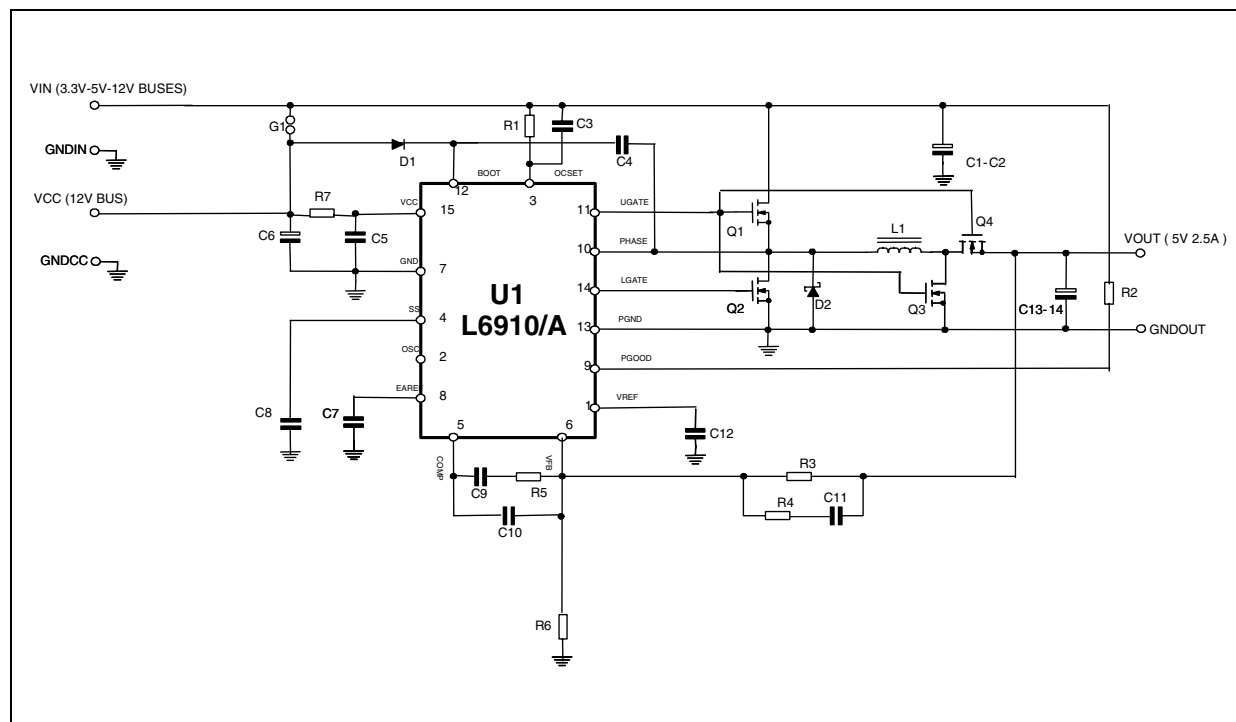 VIN (3.3V-5V-12V BUSES)
G1
GNDIN
VCC (12V BUS)
GNDCC
R1
C3
D1
C4
C1-C2
BOOT
OCSET
12
3
R7
VCC
15
C6
C5
GND
7
U1
L6910/A
SS
4
OSC
2
EAREF
8
C8
C7
11
UGATE
10
PHASE
14
LGATE
13
PGND
9
PGOOD
1
VREF
Q1
Q2
D2
L1
Q4
Q3
VOUT ( 5V 2.5A )
C13-14
R2
GNDOUT
C12
5
6
COMP
VFB
C9
R5
C10
R3
R4
C11
R6